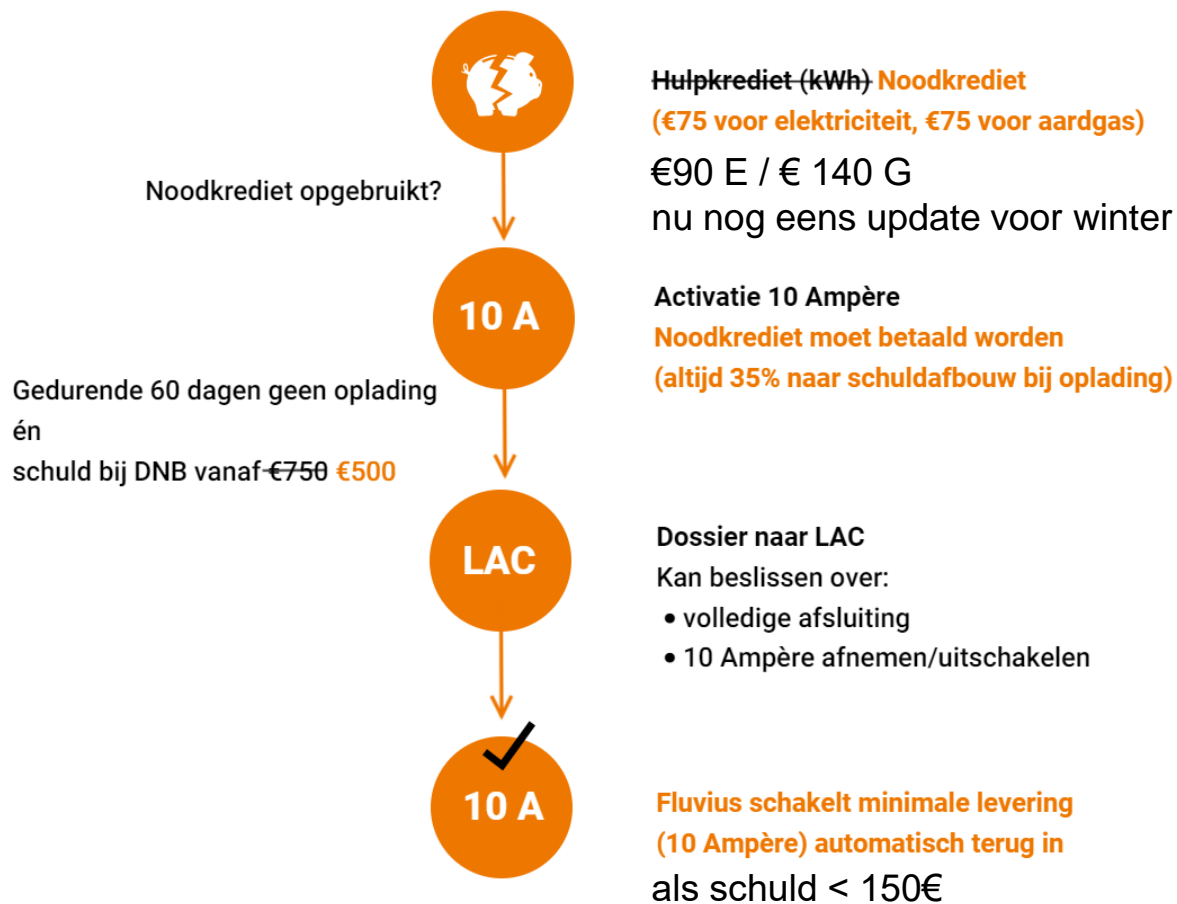 Hulpkrediet (kWh) Noodkrediet
(€75 voor elektriciteit, €75 voor aardgas)
€90 E / € 140 G
nu nog eens update voor winter
Noodkrediet opgebruikt?
10 A
Activatie 10 Ampère
Noodkrediet moet betaald worden
(altijd 35% naar schuldafbouw bij oplading)
Gedurende 60 dagen geen oplading
én
schuld bij DNB vanaf €750 €500
LAC
Dossier naar LAC
Kan beslissen over:
• volledige afsluiting
• 10 Ampère afnemen/uitschakelen
10 A
Fluvius schakelt minimale levering
(10 Ampère) automatisch terug in
als schuld < 150€